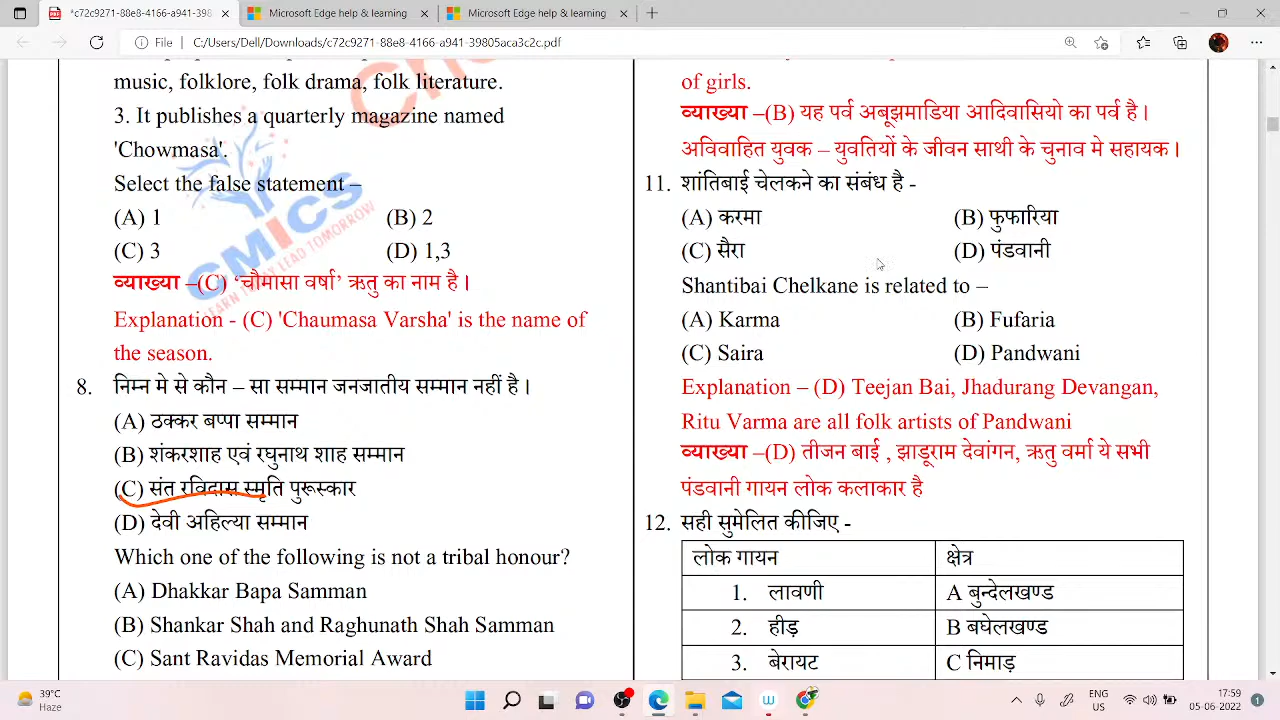 *c72c9271-88e8-4166-a941-398
Microsoft Edge help & learning
Microsoft Edge help & learning
File
C:/Users/Dell/Downloads/c72c9271-88e8-4166-a941-39805aca3c2c.pdf
music, folklore, folk drama, folk literature.
3. It publishes a quarterly magazine named
'Chowmasa'.
Select the false statement –
(A) 1 (B) 2
(C) 3 (D) 1,3
व्याख्या –(C) ‘चौमासा वर्षा’ ऋतु का नाम है।
Explanation - (C) 'Chaumasa Varsha' is the name of
the season.
8. निम्न मे से कौन – सा सम्मान जनजातीय सम्मान नहीं है।
(A) ठक्कर बप्पा सम्मान
(B) शंकरशाह एवं रघुनाथ शाह सम्मान
(C) संत रविदास स्मृति पुरूस्कार
(D) देवी अहिल्या सम्मान
Which one of the following is not a tribal honour?
(A) Dhakkar Bapa Samman
(B) Shankar Shah and Raghunath Shah Samman
(C) Sant Ravidas Memorial Award
CMICS
LEARN TODAY LEAD TOMORROW
of girls.
व्याख्या –(B) यह पर्व अबूझमाडिया आदिवासियो का पर्व है।
अविवाहित युवक – युवतियों के जीवन साथी के चुनाव मे सहायक।
11. शांतिबाई चेलकने का संबंध है -
(A) करमा (B) फुफारिया
(C) सैरा (D) पंडवानी
Shantibai Chelkane is related to –
(A) Karma (B) Fufaria
(C) Saira (D) Pandwani
Explanation – (D) Teejan Bai, Jhadurang Devangan,
Ritu Varma are all folk artists of Pandwani
व्याख्या –(D) तीजन बाई , झाडूराम देवांगन, ऋतु वर्मा ये सभी
पंडवानी गायन लोक कलाकार है
12. सही सुमेलित कीजिए -
लोक गायन क्षेत्र
1. लावणी A बुन्देलखण्ड
2. हीड़ B बघेलखण्ड
3. बेरायट C निमाड़
39°C
Haze
ENG
US
17:59
05-06-2022
1